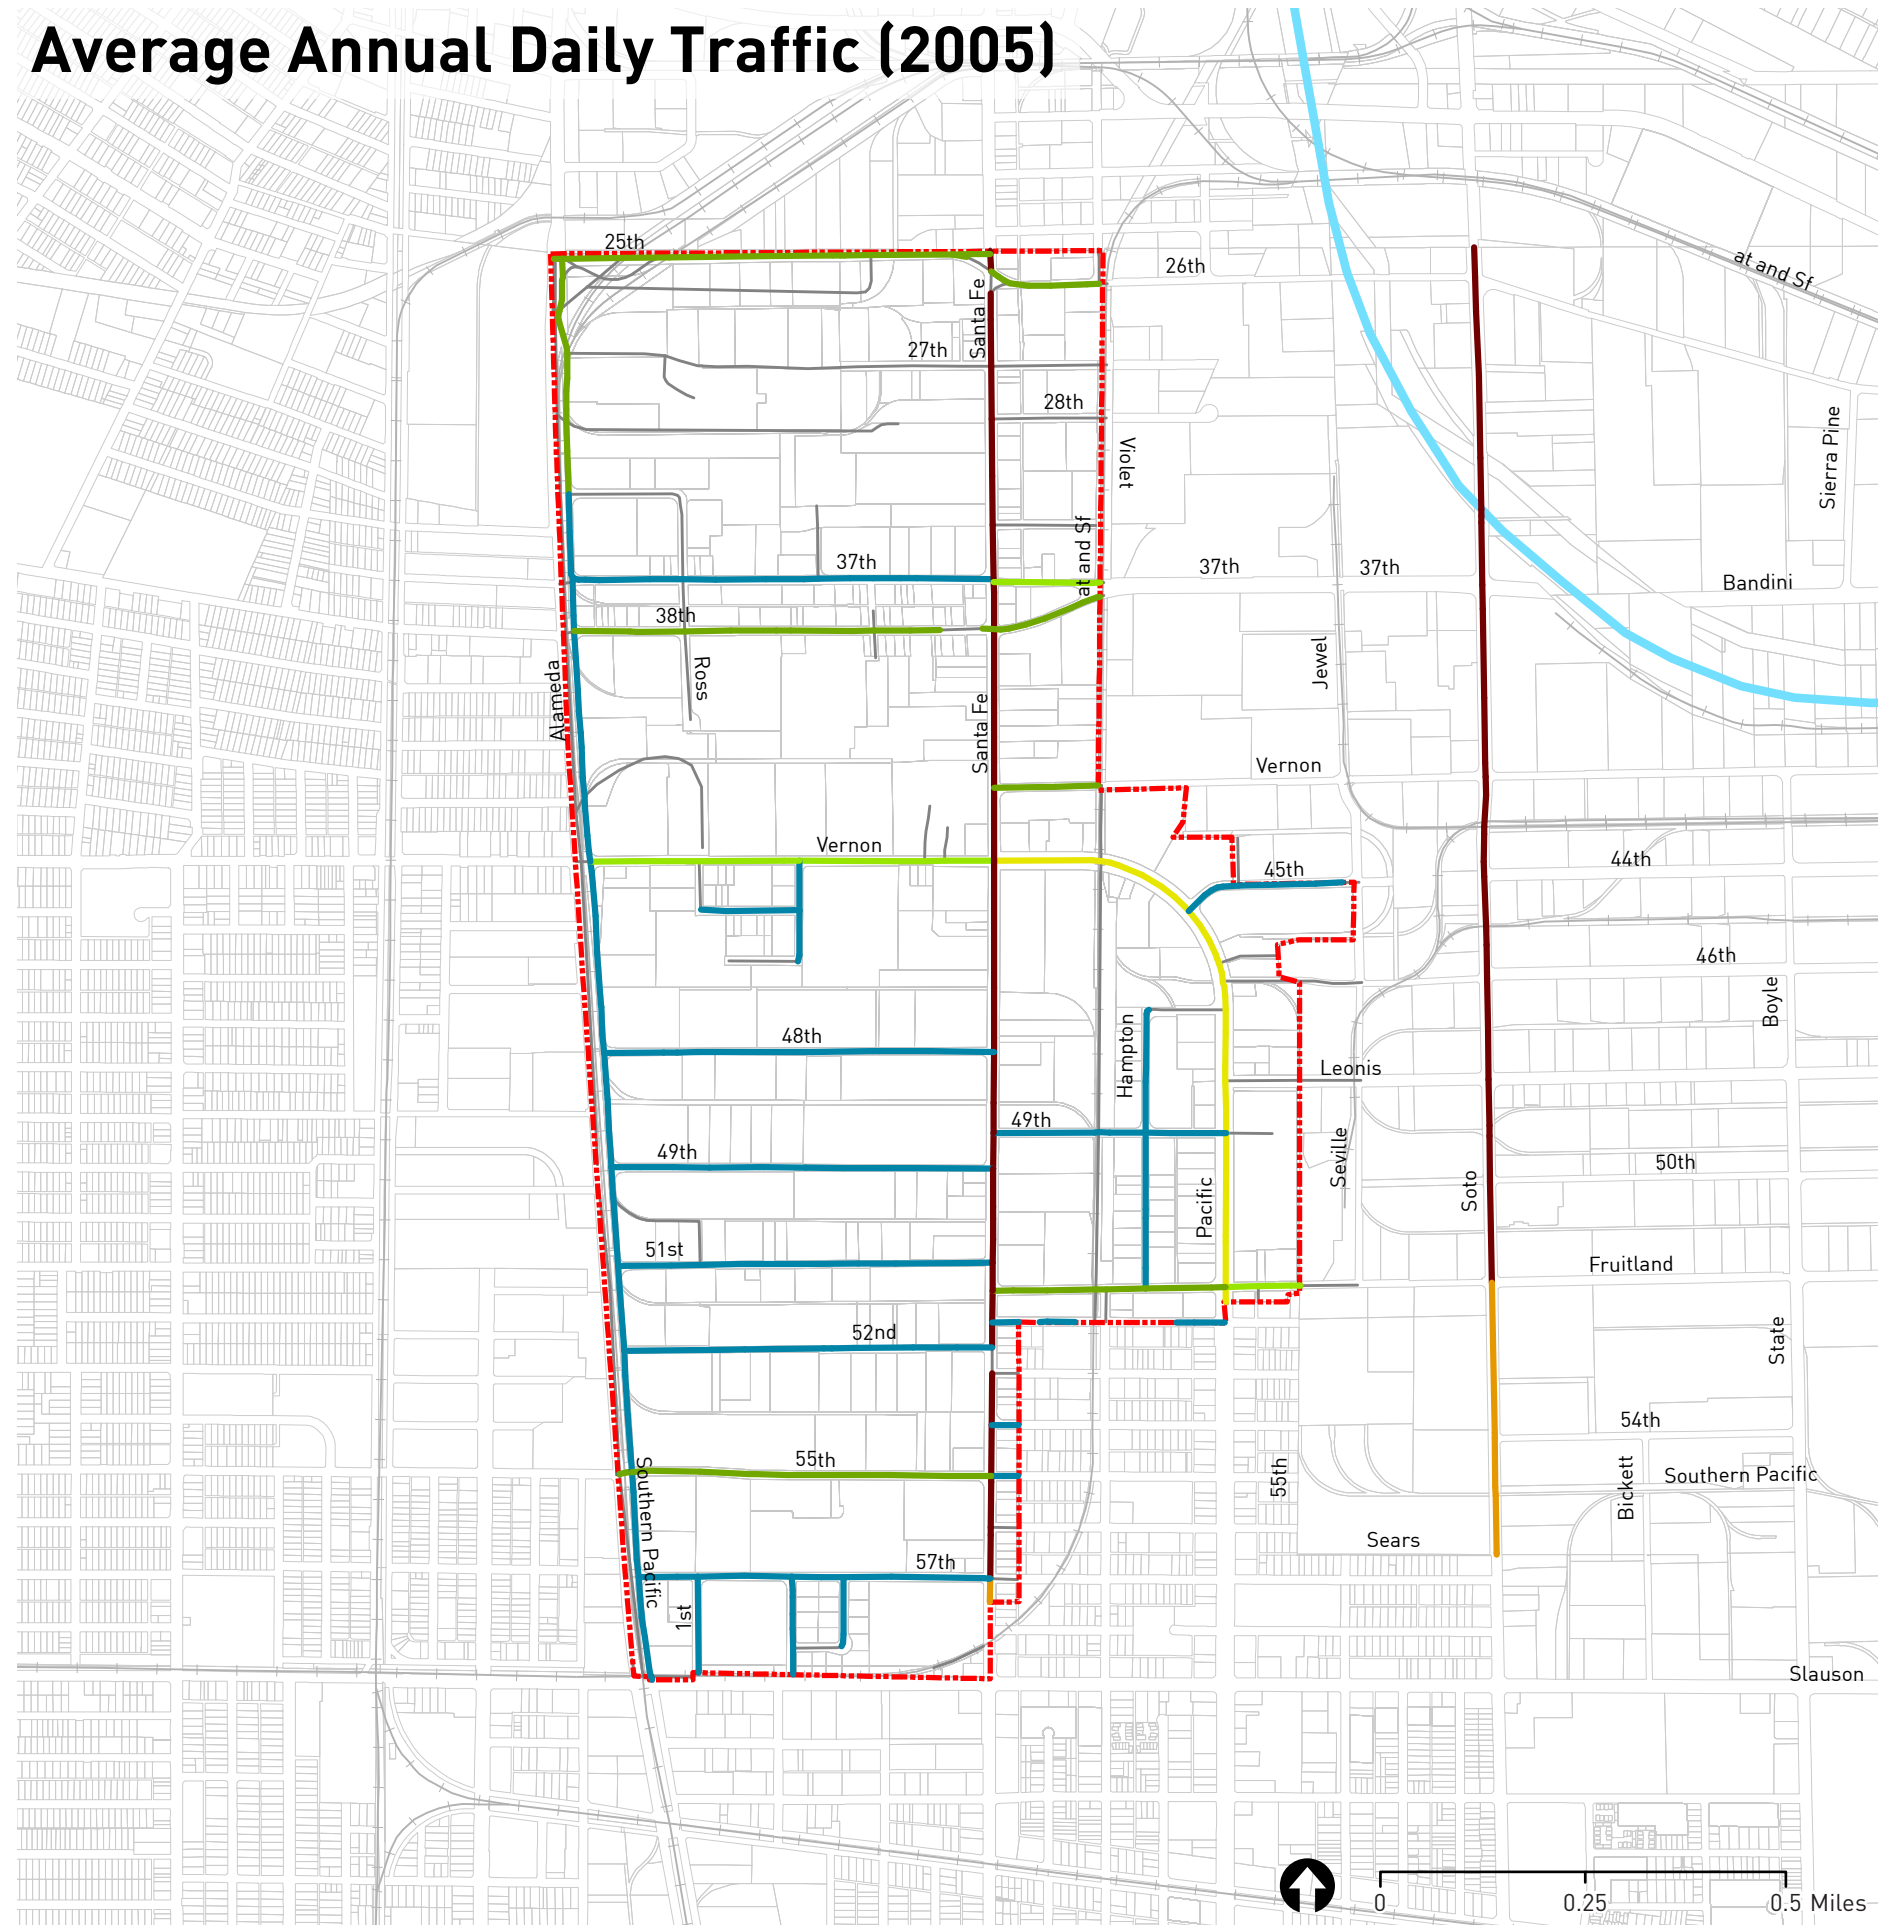 Average Annual Daily Traffic (2005)
25th
at and Sf
26th
Santa Fe
27th
28th
Sierra Pine
Violet
at and Sf
37th
37th
37th
Bandini
38th
Jewel
Ross
Alameda
Santa Fe
Vernon
Vernon
44th
45th
46th
Boyle
Hampton
48th
Leonis
49th
49th
Seville
50th
Soto
Pacific
51st
Fruitland
52nd
State
54th
55th
55th
Southern Pacific
Bickett
Southern Pacific
Sears
57th
1st
Slauson
0
0.25
0.5 Miles